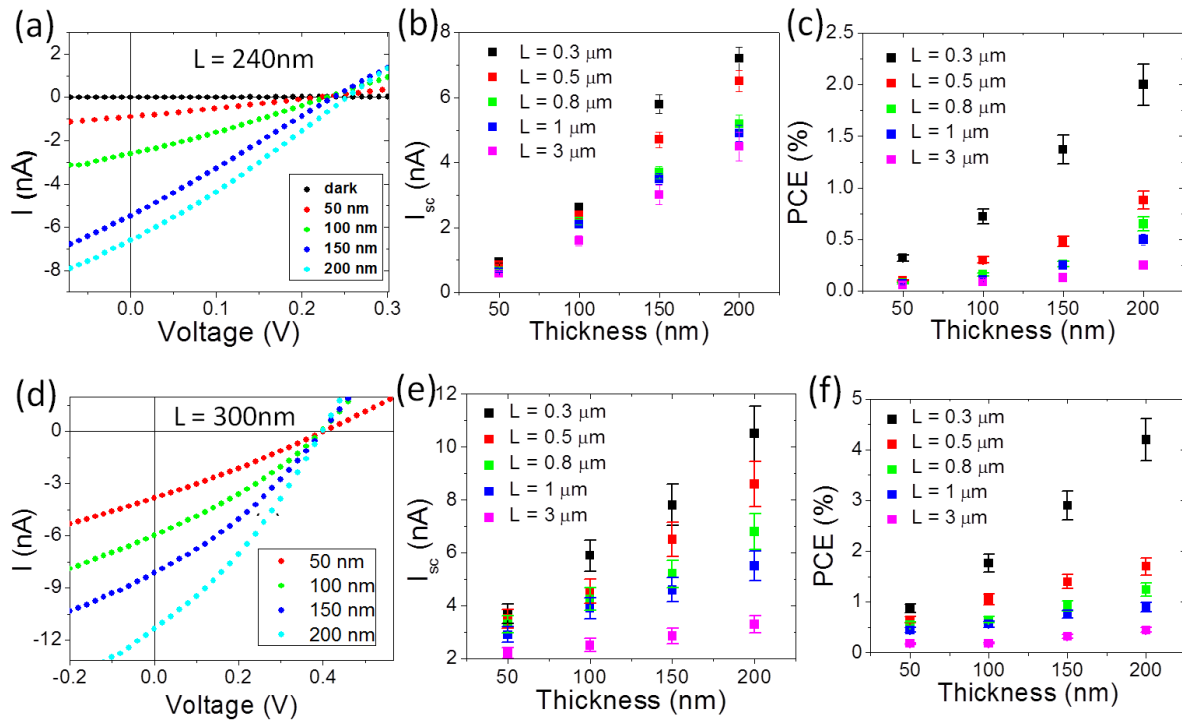 (a)
L = 240nm
I (nA)
2
0
-2
-4
-6
-8
dark
50 nm
100 nm
150 nm
200 nm
0.0
0.1
0.2
0.3
Voltage (V)
(b)
I_sc (nA)
8
6
4
2
0
L = 0.3 μm
L = 0.5 μm
L = 0.8 μm
L = 1 μm
L = 3 μm
50
100
150
200
Thickness (nm)
(c)
PCE (%)
2.5
2.0
1.5
1.0
0.5
0.0
L = 0.3 μm
L = 0.5 μm
L = 0.8 μm
L = 1 μm
L = 3 μm
50
100
150
200
Thickness (nm)
(d)
L = 300nm
I (nA)
0
-3
-6
-9
-12
50 nm
100 nm
150 nm
200 nm
-0.2
0.0
0.2
0.4
Voltage (V)
(e)
I_sc (nA)
12
10
8
6
4
2
L = 0.3 μm
L = 0.5 μm
L = 0.8 μm
L = 1 μm
L = 3 μm
50
100
150
200
Thickness (nm)
(f)
PCE (%)
5
4
3
2
1
0
L = 0.3 μm
L = 0.5 μm
L = 0.8 μm
L = 1 μm
L = 3 μm
50
100
150
200
Thickness (nm)